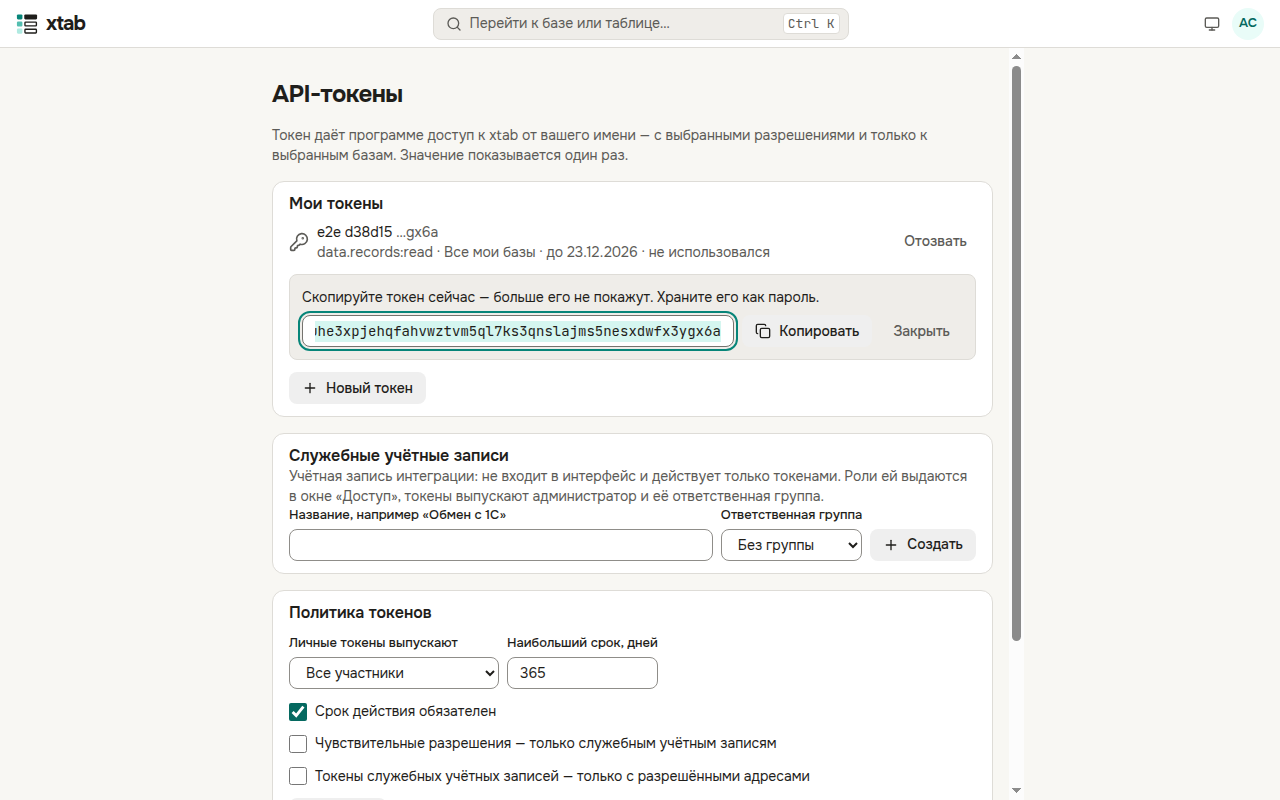 xtab
Перейти к базе или таблице...
Ctrl K
AC
API-токены
Токен даёт программе доступ к xtab от вашего имени — с выбранными разрешениями и только к
выбранным базам. Значение показывается один раз.
Мои токены
e2e d38d15 ...gx6a
data.records:read · Все мои базы · до 23.12.2026 · не использовался
Отозвать
Скопируйте токен сейчас — больше его не покажут. Храните его как пароль.
he3xpjehqfahvwztvm5ql7ks3qnslajms5nesxdwfx3ygx6a
Копировать
Закрыть
Новый токен
Служебные учётные записи
Учётная запись интеграции: не входит в интерфейс и действует только токенами. Роли ей выдаются
в окне «Доступ», токены выпускают администратор и её ответственная группа.
Название, например «Обмен с 1С»
Ответственная группа
Без группы
Создать
Политика токенов
Личные токены выпускают
Наибольший срок, дней
Все участники
365
Срок действия обязателен
Чувствительные разрешения — только служебным учётным записям
Токены служебных учётных записей — только с разрешёнными адресами